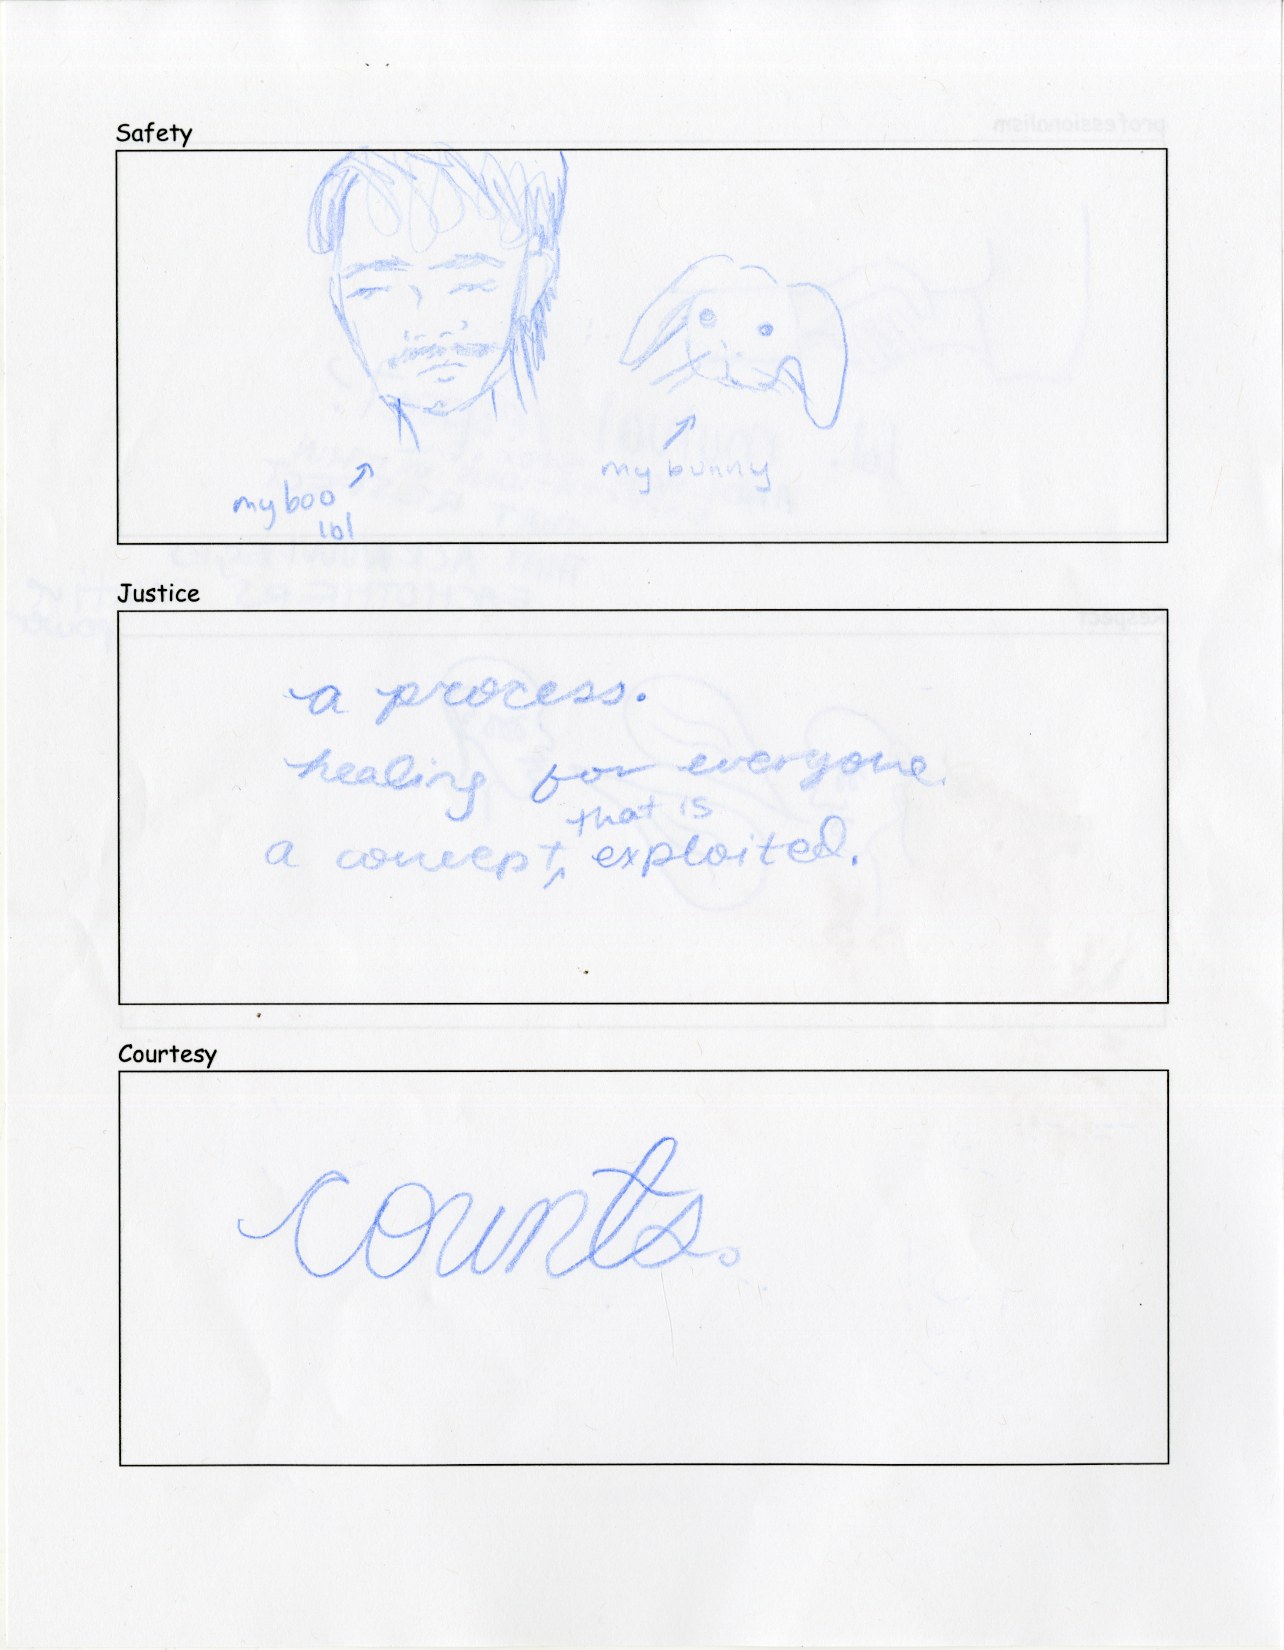 Safety
my boo
lol
my bunny
Justice
a process.
healing for everyone.
that is
a concept, exploited.
Courtesy
counts.